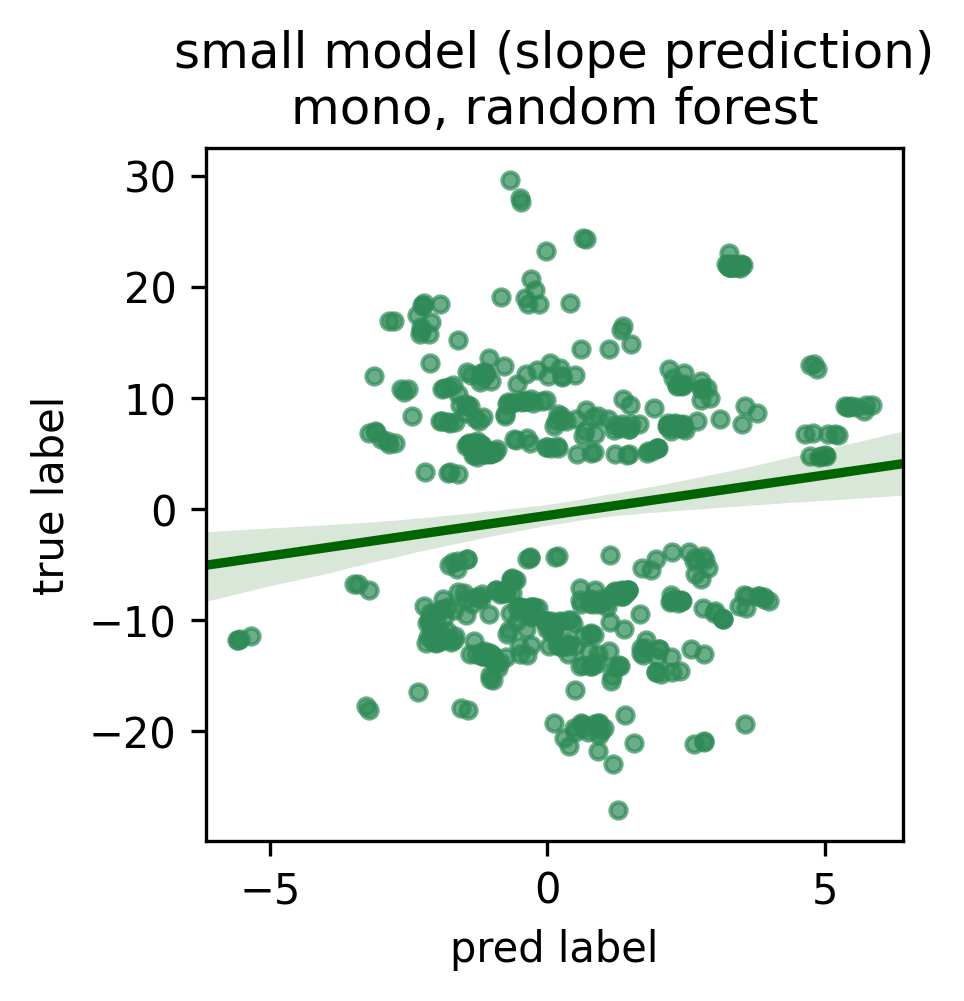 small model (slope prediction)
mono, random forest
true label
30
20
10
0
−10
−20
−5
0
5
pred label